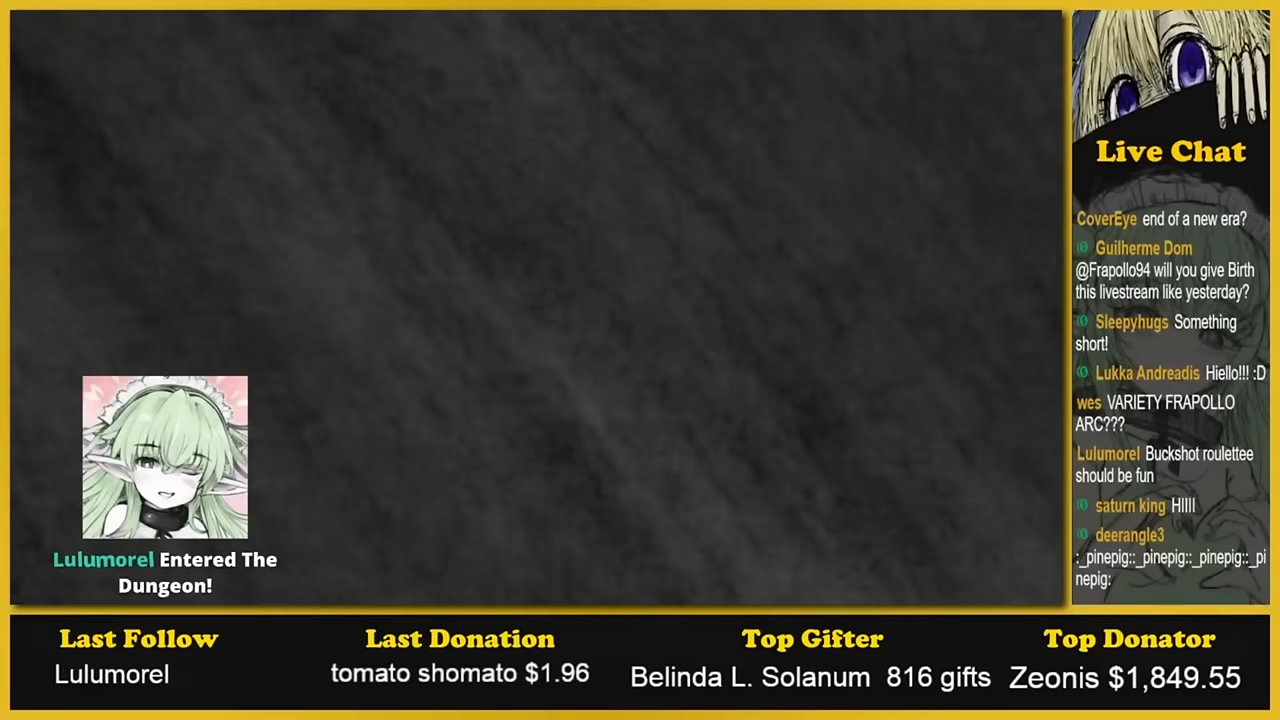 Live Chat
CoverEye end of a new era?
Guilherme Dom
@Frapollo94 will you give Birth
this livestream like yesterday?
Sleepyhugs Something
short!
Lukka Andreadis Hiello!!! :D
wes VARIETY FRAPOLLO
ARC???
Lulumorel Buckshot roulettee
should be fun
saturn king HIIII
deerangle3
:_pinepig::_pinepig::_pinepig::_pi
nepig:
Lulumorel Entered The
Dungeon!
Last Follow
Lulumorel
Last Donation
tomato shomato $1.96
Top Gifter
Belinda L. Solanum 816 gifts
Top Donator
Zeonis $1,849.55